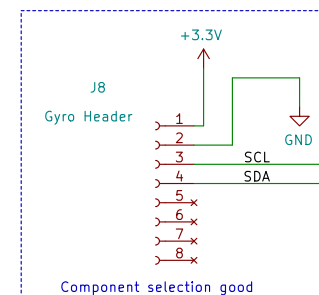 +3.3V
J8
Gyro Header
1
2
GND
3 SCL
4 SDA
5
6
7
8
Component selection good